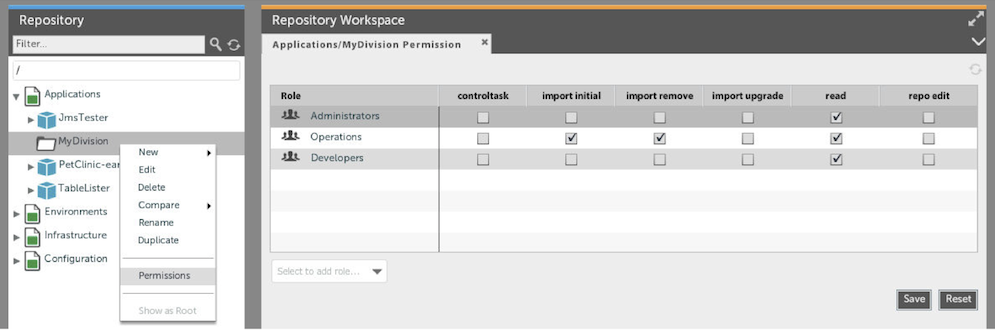 Repository
Filter...
/
Applications
JmsTester
MyDivision
PetClinic-ear
TableLister
Environments
Infrastructure
Configuration
New
Edit
Delete
Compare
Rename
Duplicate
Permissions
Show as Root
Repository Workspace
Applications/MyDivision Permission
Role controltask import initial import remove import upgrade read repo edit
Administrators
Operations
Developers
Select to add role...
Save Reset